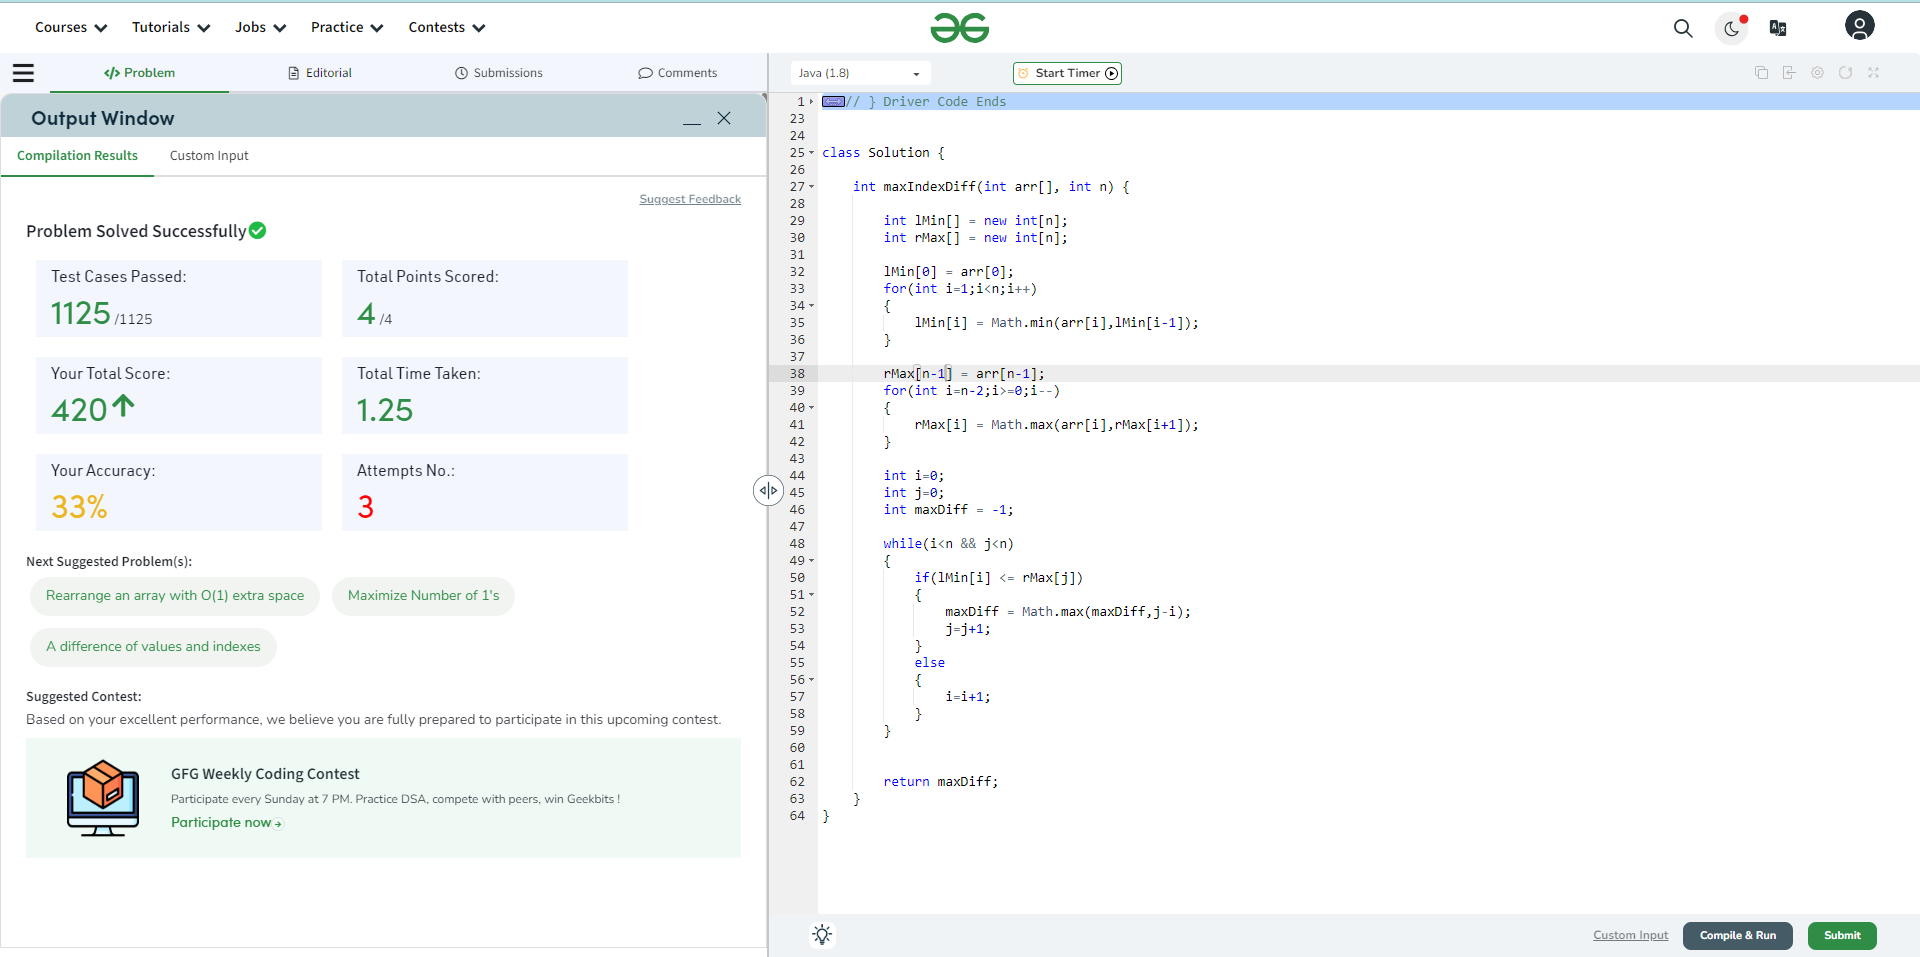 Courses
Tutorials
Jobs
Practice
Contests
</> Problem
Editorial
Submissions
Comments
Java (1.8)
Start Timer
Output Window
Compilation Results
Custom Input
Suggest Feedback
Problem Solved Successfully
Test Cases Passed:
1125 /1125
Total Points Scored:
4 /4
Your Total Score:
420
Total Time Taken:
1.25
Your Accuracy:
33%
Attempts No.:
3
Next Suggested Problem(s):
Rearrange an array with O(1) extra space
Maximize Number of 1's
A difference of values and indexes
Suggested Contest:
Based on your excellent performance, we believe you are fully prepared to participate in this upcoming contest.
GFG Weekly Coding Contest
Participate every Sunday at 7 PM. Practice DSA, compete with peers, win Geekbits !
Participate now
1 // } Driver Code Ends
23
24
25 class Solution {
26
27 int maxIndexDiff(int arr[], int n) {
28
29 int lMin[] = new int[n];
30 int rMax[] = new int[n];
31
32 lMin[0] = arr[0];
33 for(int i=1;i<n;i++)
34 {
35 lMin[i] = Math.min(arr[i],lMin[i-1]);
36 }
37
38 rMax[n-1] = arr[n-1];
39 for(int i=n-2;i>=0;i--)
40 {
41 rMax[i] = Math.max(arr[i],rMax[i+1]);
42 }
43
44 int i=0;
45 int j=0;
46 int maxDiff = -1;
47
48 while(i<n && j<n)
49 {
50 if(lMin[i] <= rMax[j])
51 {
52 maxDiff = Math.max(maxDiff,j-i);
53 j=j+1;
54 }
55 else
56 {
57 i=i+1;
58 }
59 }
60
61
62 return maxDiff;
63 }
64 }
Custom Input
Compile & Run
Submit